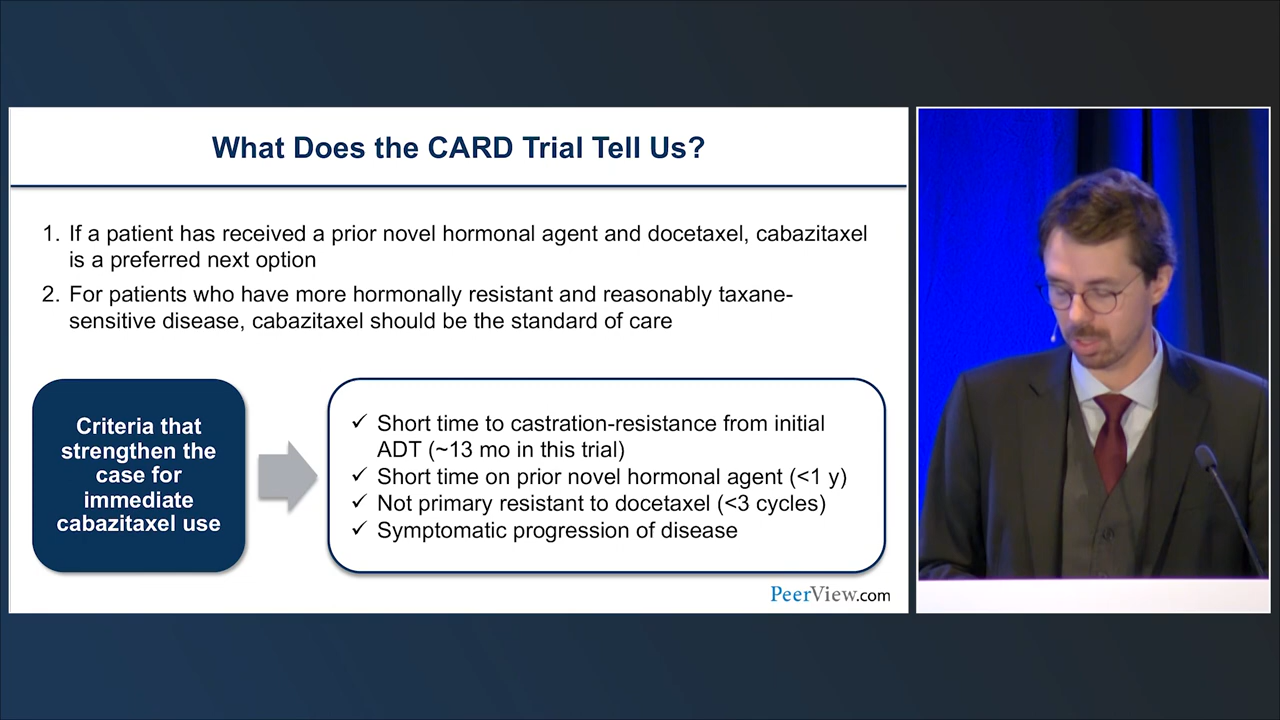 What Does the CARD Trial Tell Us?
1. If a patient has received a prior novel hormonal agent and docetaxel, cabazitaxel
is a preferred next option
2. For patients who have more hormonally resistant and reasonably taxane-
sensitive disease, cabazitaxel should be the standard of care
Criteria that
strengthen the
case for
immediate
cabazitaxel use
✓ Short time to castration-resistance from initial
ADT (~13 mo in this trial)
✓ Short time on prior novel hormonal agent (<1 y)
✓ Not primary resistant to docetaxel (<3 cycles)
✓ Symptomatic progression of disease
PeerView.com